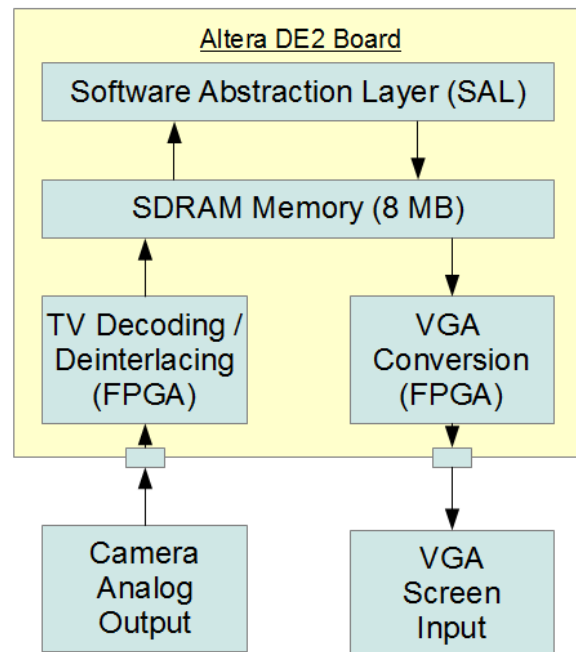 Altera DE2 Board
Software Abstraction Layer (SAL)
SDRAM Memory (8 MB)
TV Decoding /
Deinterlacing
(FPGA)
VGA
Conversion
(FPGA)
Camera
Analog
Output
VGA
Screen
Input